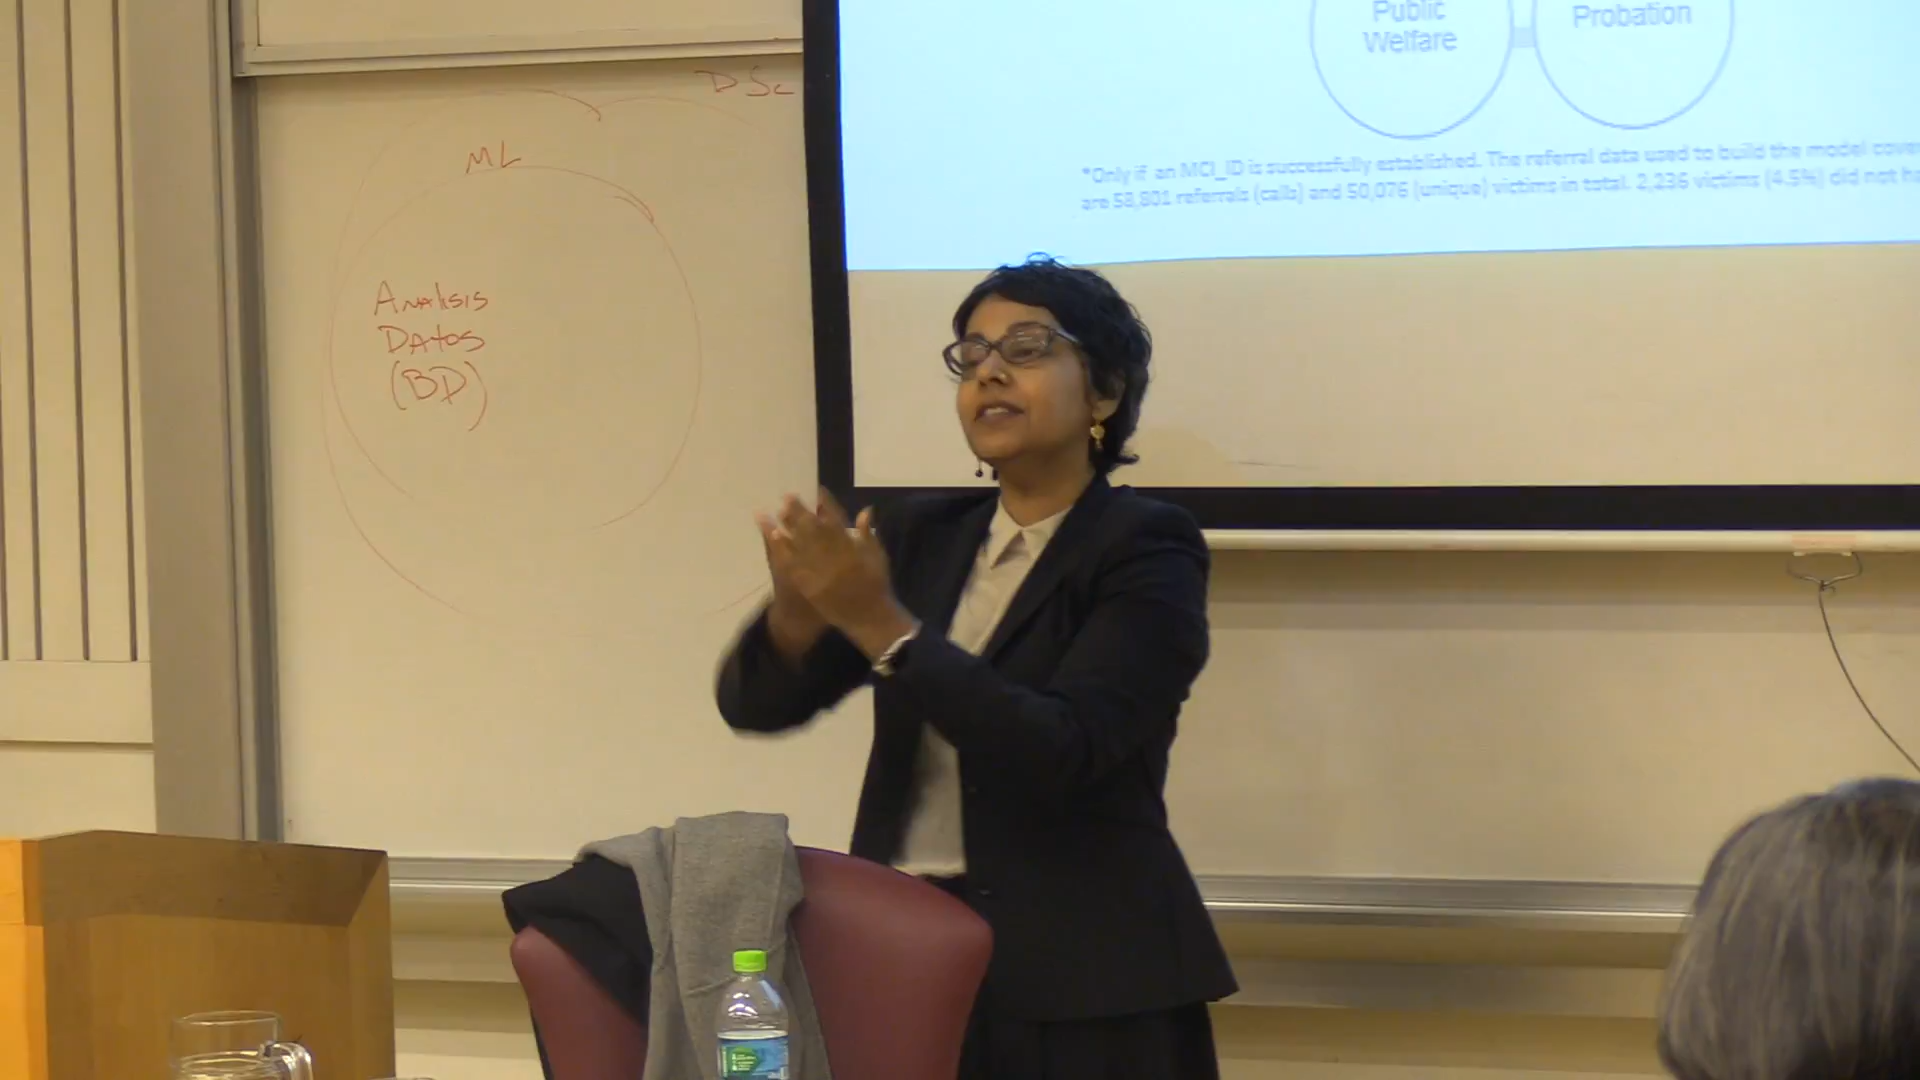 DSc
ML
Analisis
Datos
(BD)
Public
Welfare
Probation
*Only if an MCI_ID is successfully established. The referral data used to build the model cove
are 58,801 referrals (calls) and 50,076 (unique) victims in total. 2,236 victims (4.5%) did not h